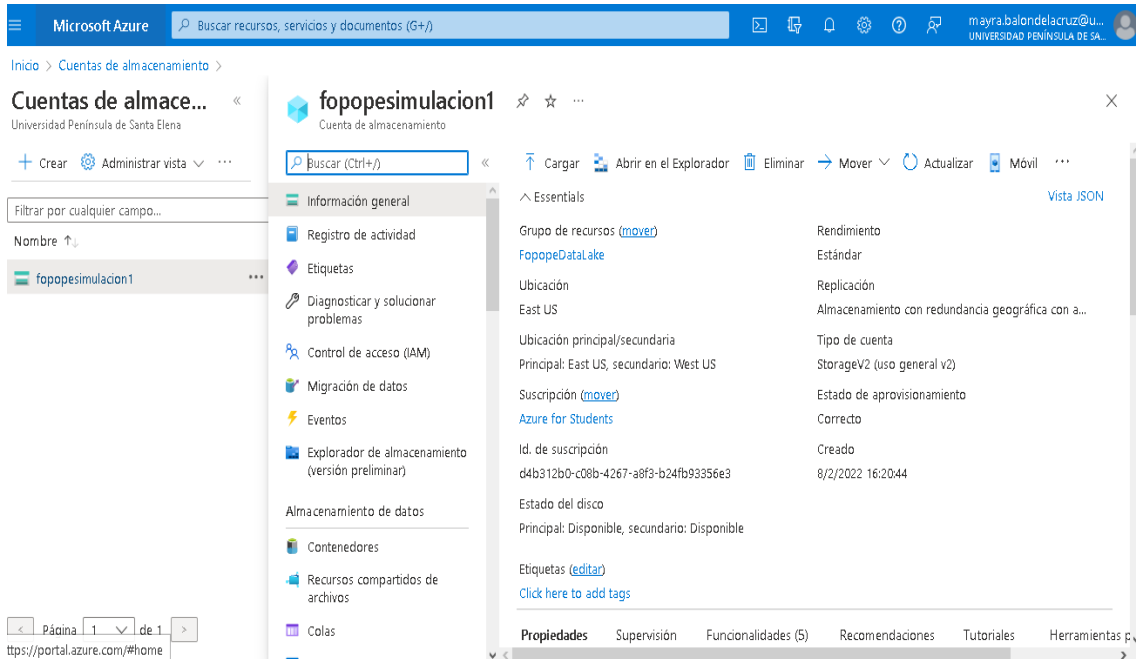 Microsoft Azure
Buscar recursos, servicios y documentos (G+/)
mayra.balondelacruz@u...
UNIVERSIDAD PENÍNSULA DE SA...
Inicio > Cuentas de almacenamiento >
Cuentas de almace... «
Universidad Península de Santa Elena
+ Crear Administrar vista ...
Filtrar por cualquier campo...
Nombre ↑↓
fopopesimulacion1 ...
< Página 1 de 1 >
ttps://portal.azure.com/#home
fopopesimulacion1 ...
Cuenta de almacenamiento
Buscar (Ctrl+/) «
Información general
Registro de actividad
Etiquetas
Diagnosticar y solucionar
problemas
Control de acceso (IAM)
Migración de datos
Eventos
Explorador de almacenamiento
(versión preliminar)
Almacenamiento de datos
Contenedores
Recursos compartidos de
archivos
Colas
Cargar Abrir en el Explorador Eliminar Mover Actualizar Móvil ...
Essentials Vista JSON
Grupo de recursos (mover)
FopopeDataLake
Ubicación
East US
Ubicación principal/secundaria
Principal: East US, secundario: West US
Suscripción (mover)
Azure for Students
Id. de suscripción
d4b312b0-c08b-4267-a8f3-b24fb93356e3
Estado del disco
Principal: Disponible, secundario: Disponible
Rendimiento
Estándar
Replicación
Almacenamiento con redundancia geográfica con a...
Tipo de cuenta
StorageV2 (uso general v2)
Estado de aprovisionamiento
Correcto
Creado
8/2/2022 16:20:44
Etiquetas (editar)
Click here to add tags
Propiedades Supervisión Funcionalidades (5) Recomendaciones Tutoriales Herramientas p